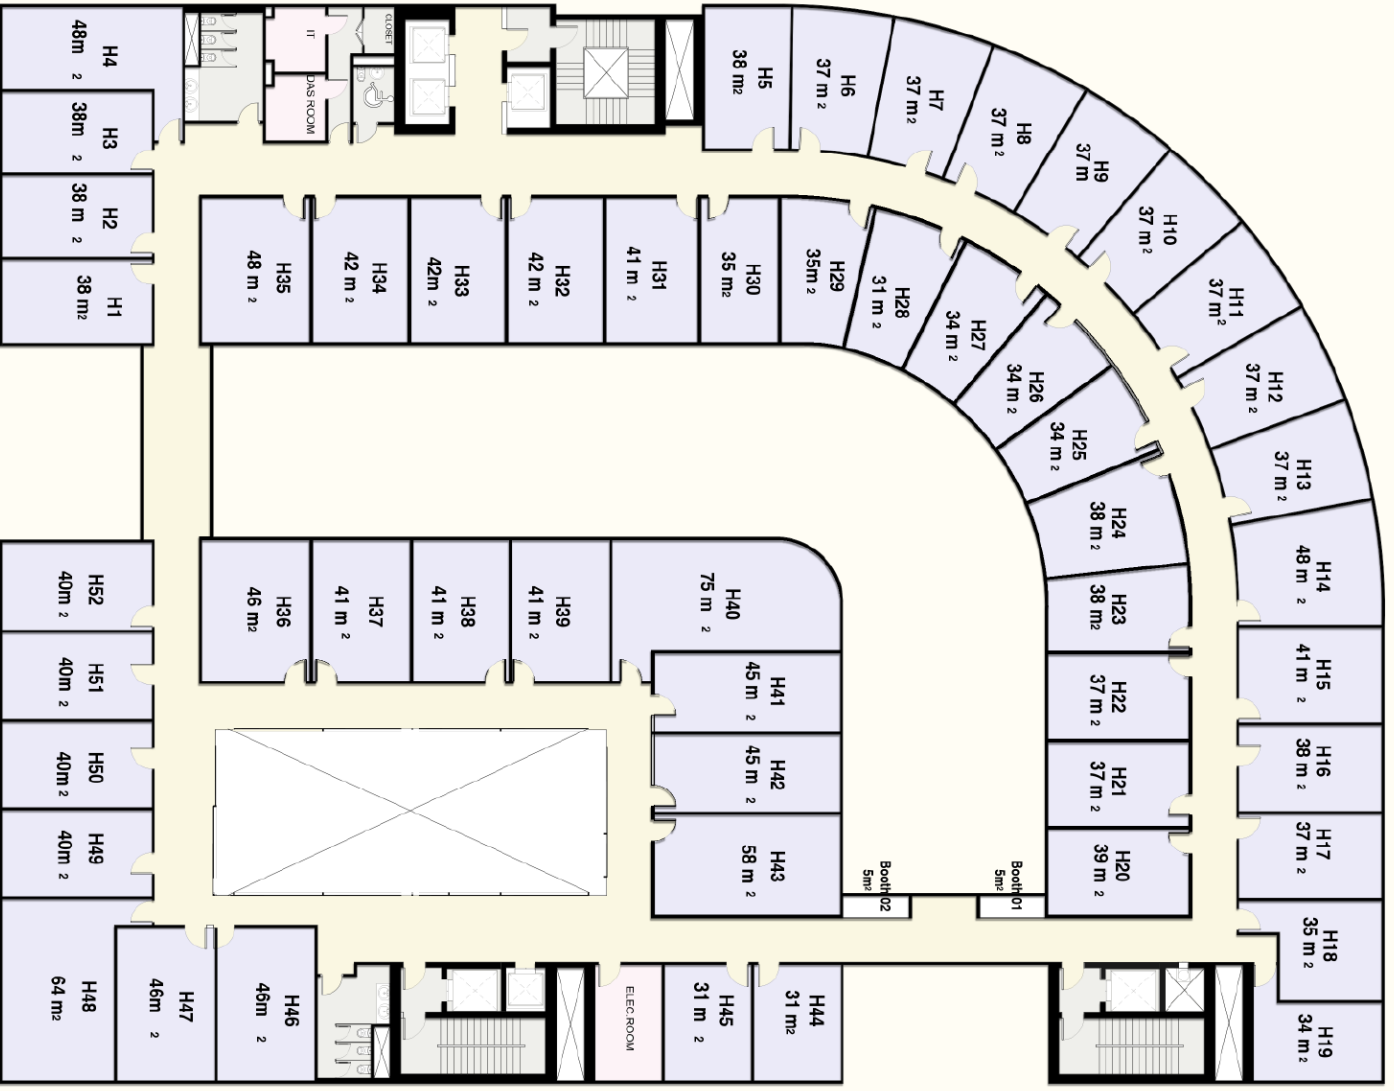 H4
48m 2
H3
38m 2
H2
38 m 2
H1
38 m2
IT
DAS ROOM
CLOSET
H5
38 m2
H6
37 m 2
H7
37 m 2
H8
37 m 2
H9
37 m
H10
37 m 2
H11
37 m 2
H12
37 m 2
H13
37 m 2
H14
48 m 2
H15
41 m 2
H16
38 m 2
H17
37 m 2
H18
35 m 2
H19
34 m 2
H35
48 m 2
H34
42 m 2
H33
42m 2
H32
42 m 2
H31
41 m 2
H30
35 m2
H29
35m 2
H28
31 m 2
H27
34 m 2
H26
34 m 2
H25
34 m 2
H24
38 m 2
H23
38 m2
H22
37 m 2
H21
37 m 2
H20
39 m 2
Booth 01
5m2
Booth 02
5m2
H36
46 m2
H37
41 m 2
H38
41 m 2
H39
41 m 2
H40
75 m 2
H41
45 m 2
H42
45 m 2
H43
58 m 2
H52
40m 2
H51
40m 2
H50
40m 2
H49
40m 2
H48
64 m2
H47
46m 2
H46
46m 2
ELEC.ROOM
H45
31 m 2
H44
31 m2